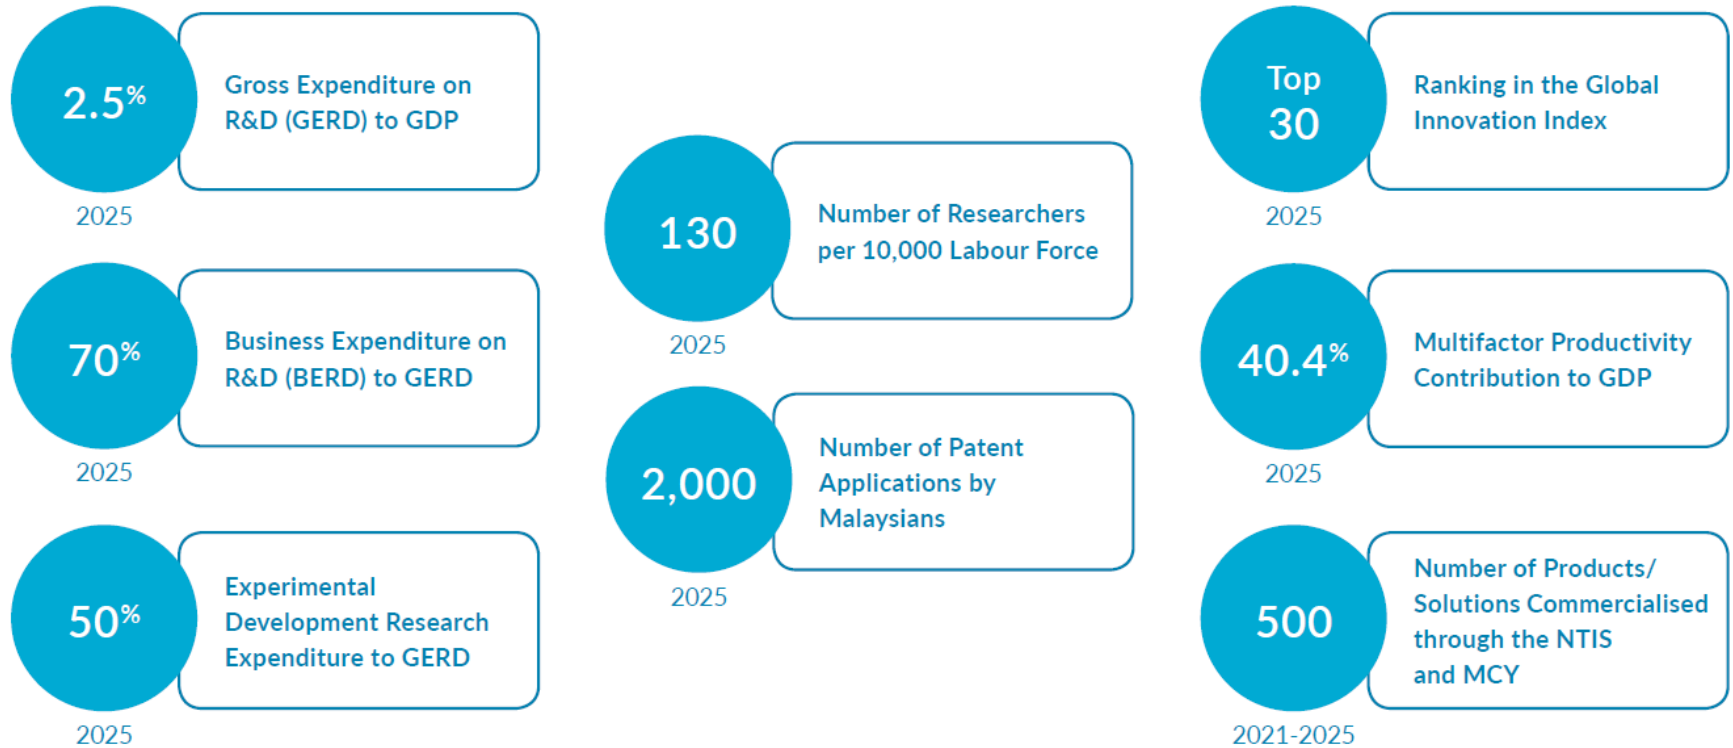 2.5%
Gross Expenditure on
R&D (GERD) to GDP
2025
70%
Business Expenditure on
R&D (BERD) to GERD
2025
50%
Experimental
Development Research
Expenditure to GERD
2025
130
Number of Researchers
per 10,000 Labour Force
2025
2,000
Number of Patent
Applications by
Malaysians
2025
Top
30
Ranking in the Global
Innovation Index
2025
40.4%
Multifactor Productivity
Contribution to GDP
2025
500
Number of Products/
Solutions Commercialised
through the NTIS
and MCY
2021-2025